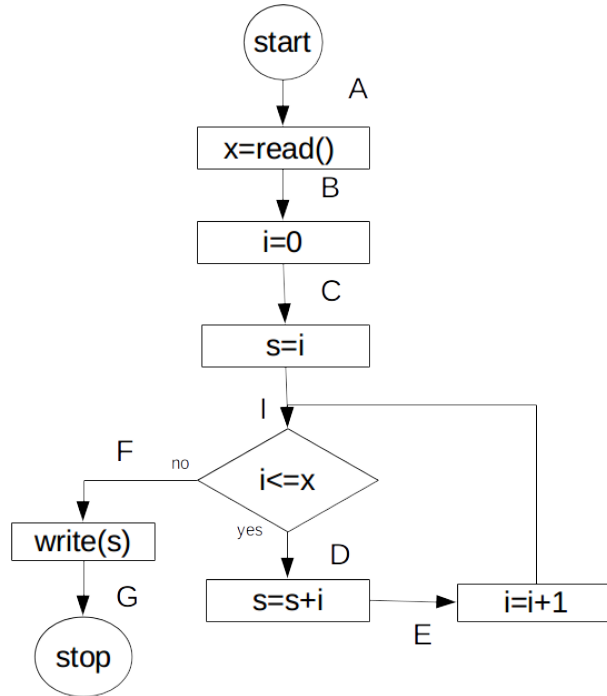 start
A
x=read()
B
i=0
C
s=i
I
F
no
i<=x
yes
write(s)
D
s=s+i
i=i+1
G
E
stop